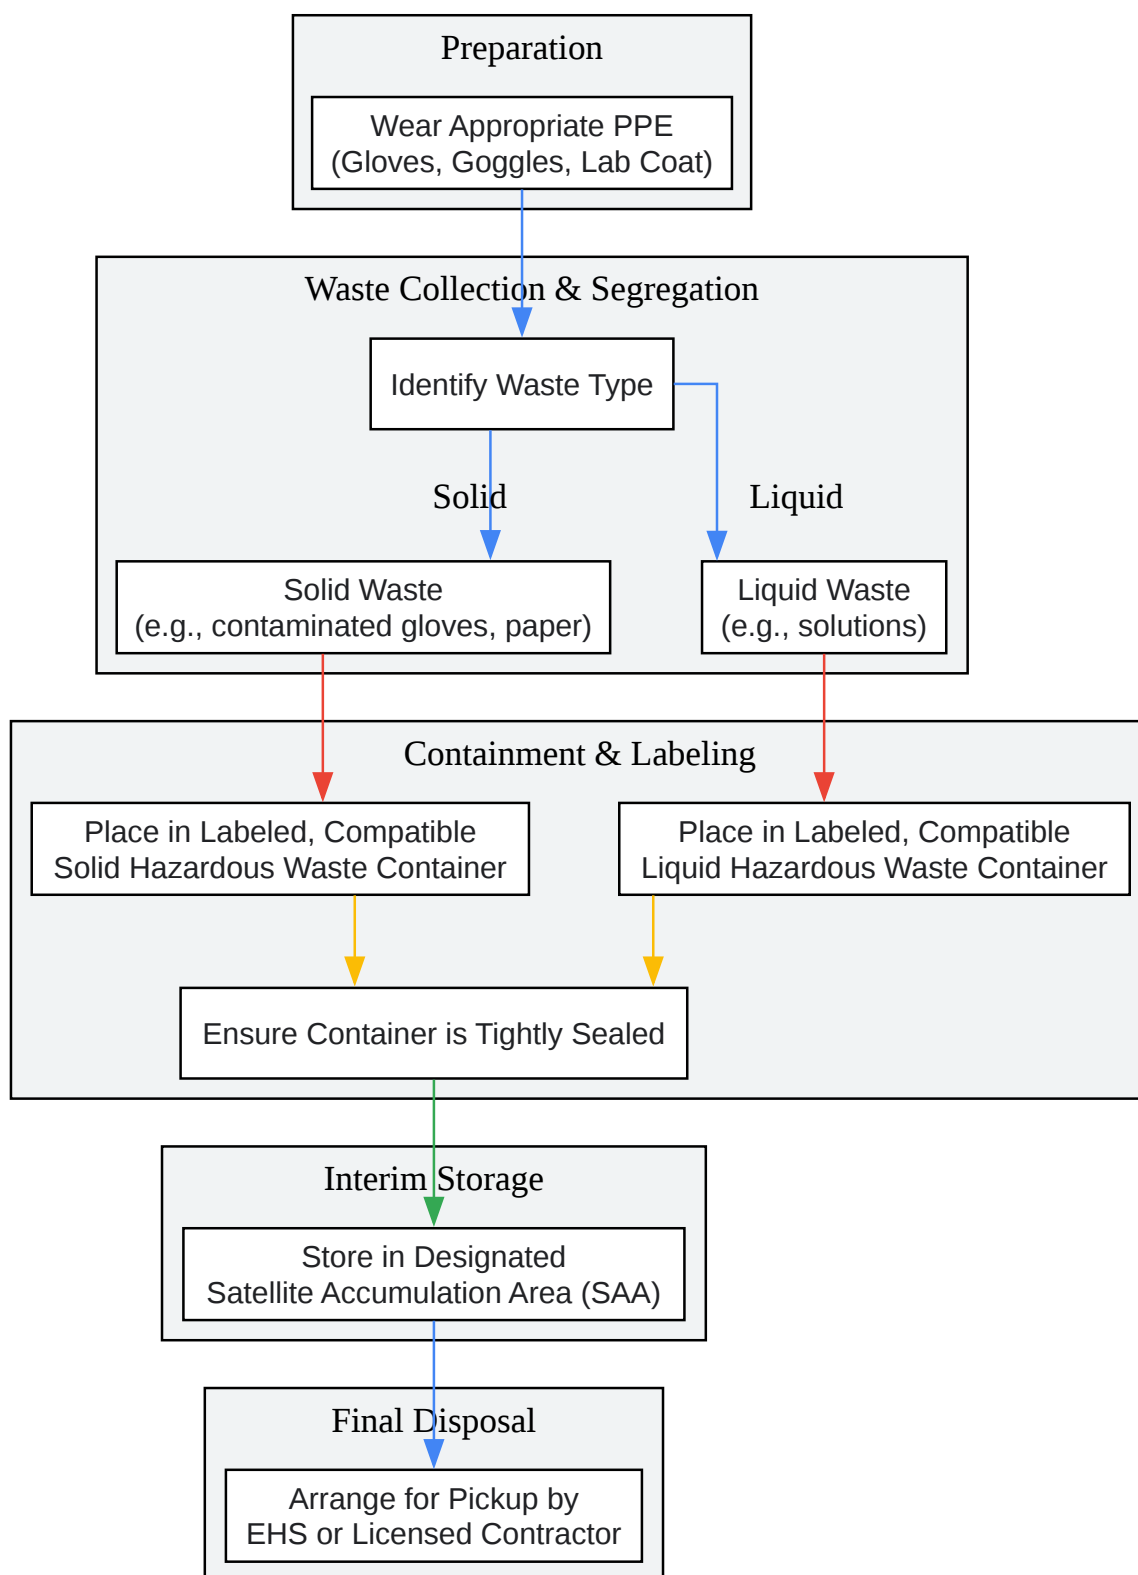 Preparation
Wear Appropriate PPE
(Gloves, Goggles, Lab Coat)
Waste Collection & Segregation
Identify Waste Type
Solid
Liquid
Solid Waste
(e.g., contaminated gloves, paper)
Liquid Waste
(e.g., solutions)
Containment & Labeling
Place in Labeled, Compatible
Solid Hazardous Waste Container
Place in Labeled, Compatible
Liquid Hazardous Waste Container
Ensure Container is Tightly Sealed
Interim Storage
Store in Designated
Satellite Accumulation Area (SAA)
Final Disposal
Arrange for Pickup by
EHS or Licensed Contractor